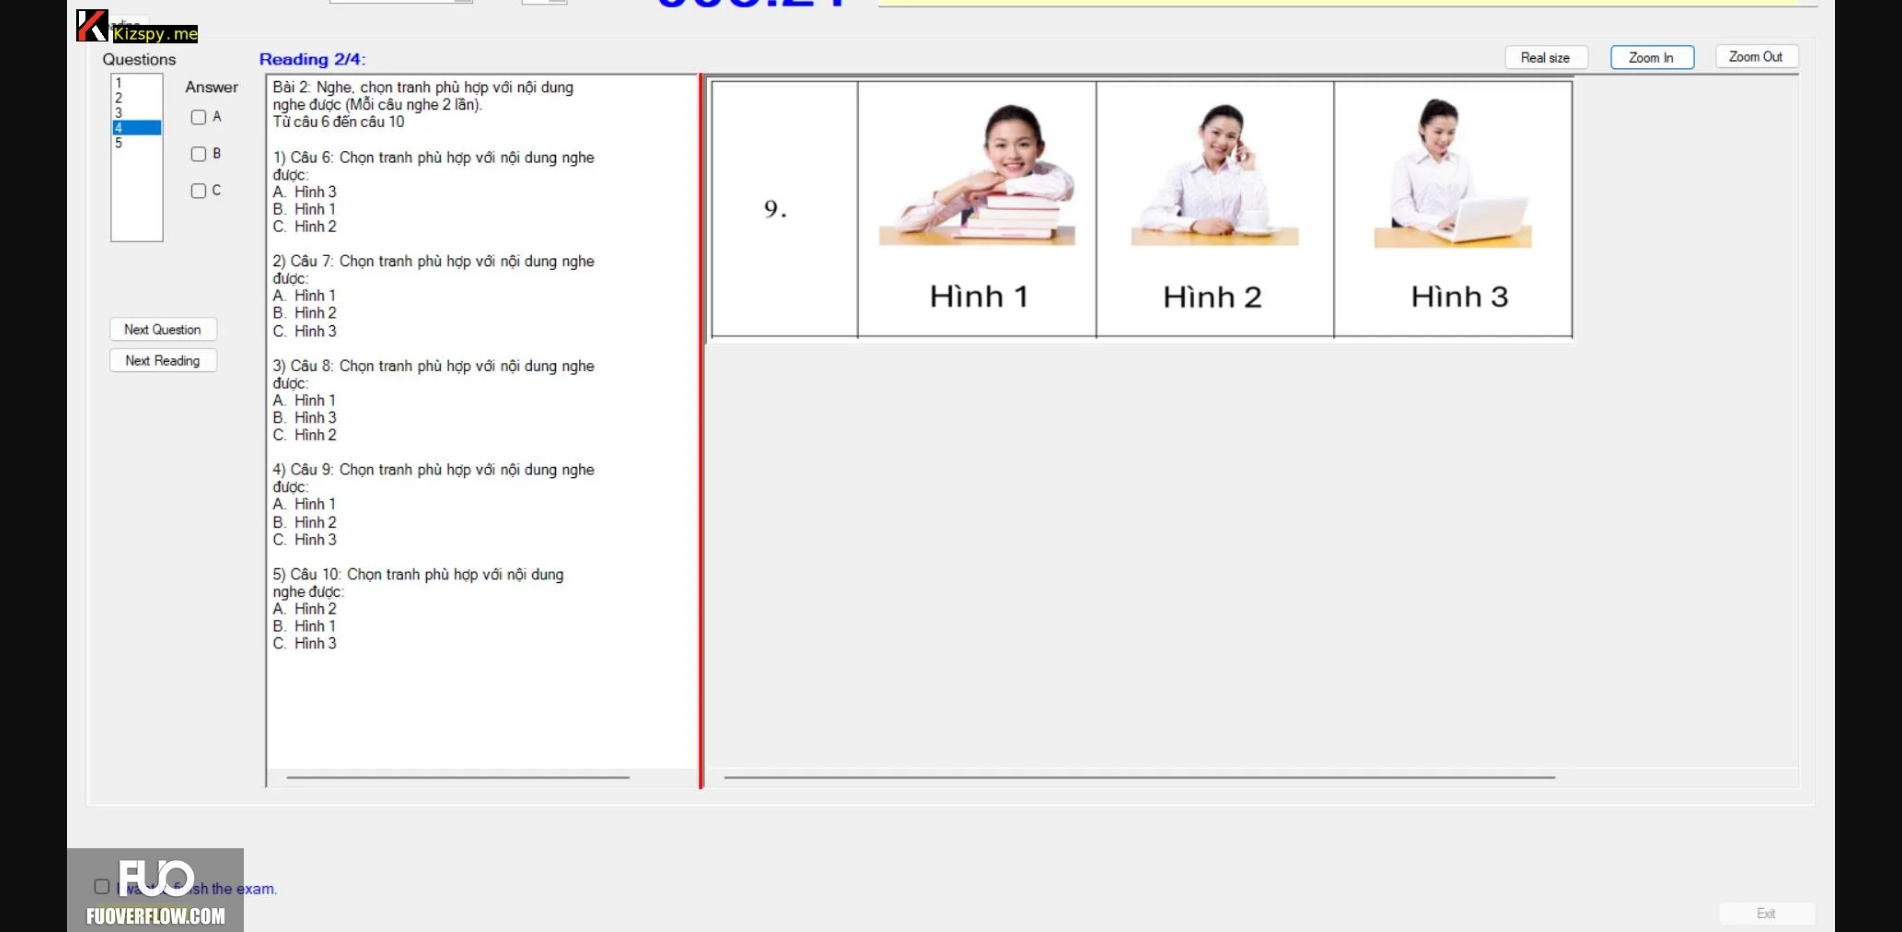 Kizspy.me
Questions
Reading 2/4:
Real size
Zoom In
Zoom Out
1
2
3
4
5
Answer
A
B
C
Next Question
Next Reading
Bài 2: Nghe, chọn tranh phù hợp với nội dung
nghe được (Mỗi câu nghe 2 lần).
Từ câu 6 đến câu 10
1) Câu 6: Chọn tranh phù hợp với nội dung nghe
được:
A. Hình 3
B. Hình 1
C. Hình 2
2) Câu 7: Chọn tranh phù hợp với nội dung nghe
được:
A. Hình 1
B. Hình 2
C. Hình 3
3) Câu 8: Chọn tranh phù hợp với nội dung nghe
được:
A. Hình 1
B. Hình 3
C. Hình 2
4) Câu 9: Chọn tranh phù hợp với nội dung nghe
được:
A. Hình 1
B. Hình 2
C. Hình 3
5) Câu 10: Chọn tranh phù hợp với nội dung
nghe được:
A. Hình 2
B. Hình 1
C. Hình 3
9.
Hình 1
Hình 2
Hình 3
FUO
the exam.
FUOVERFLOW.COM
Exit